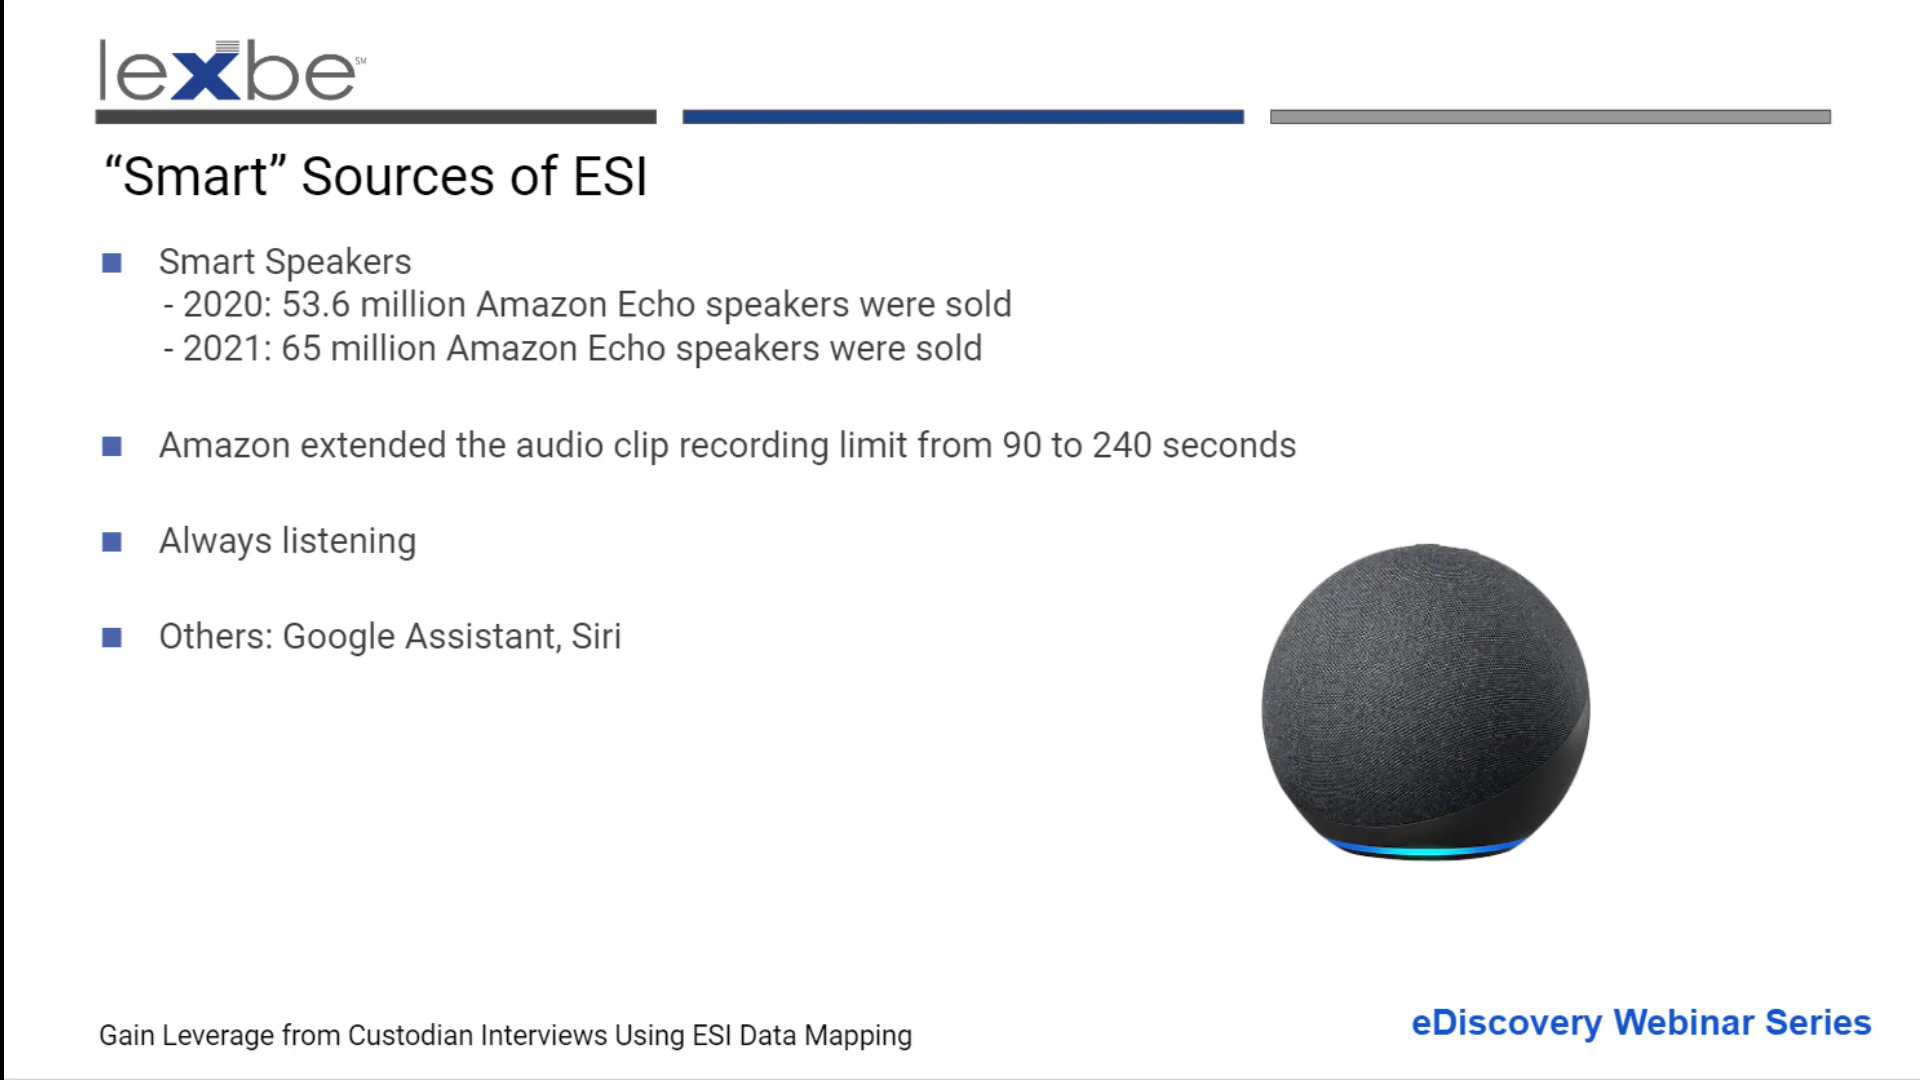 lexbe℠
“Smart” Sources of ESI
■ Smart Speakers
- 2020: 53.6 million Amazon Echo speakers were sold
- 2021: 65 million Amazon Echo speakers were sold
■ Amazon extended the audio clip recording limit from 90 to 240 seconds
■ Always listening
■ Others: Google Assistant, Siri
Gain Leverage from Custodian Interviews Using ESI Data Mapping
eDiscovery Webinar Series